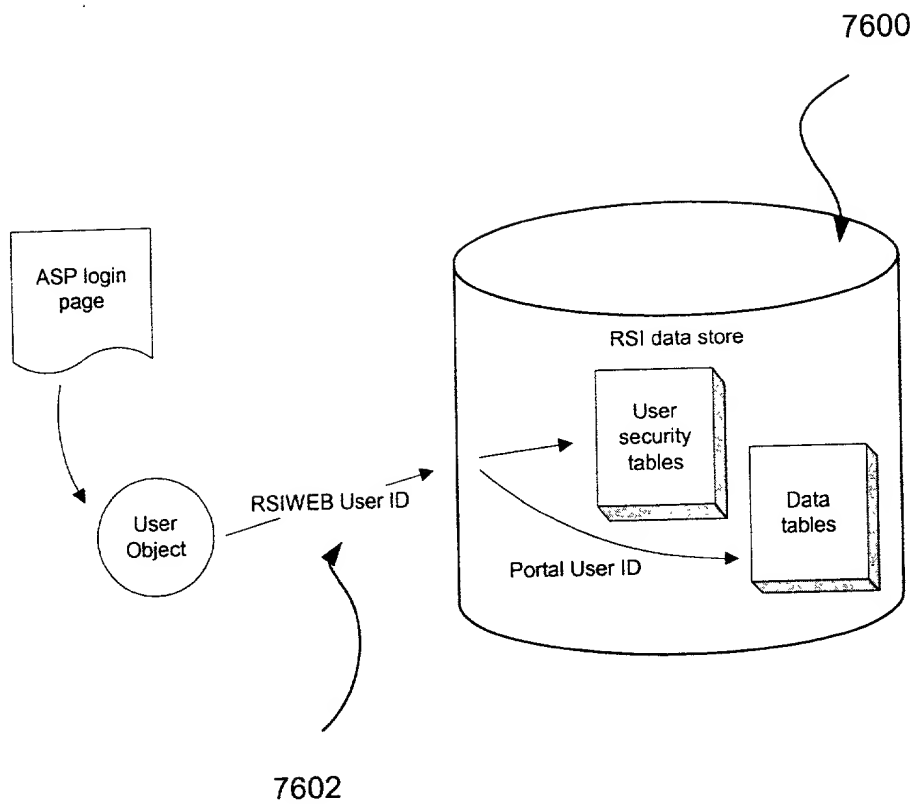 7600
ASP login
page
RSI data store
User
security
tables
Data
tables
RSIWEB User ID
User
Object
Portal User ID
7602